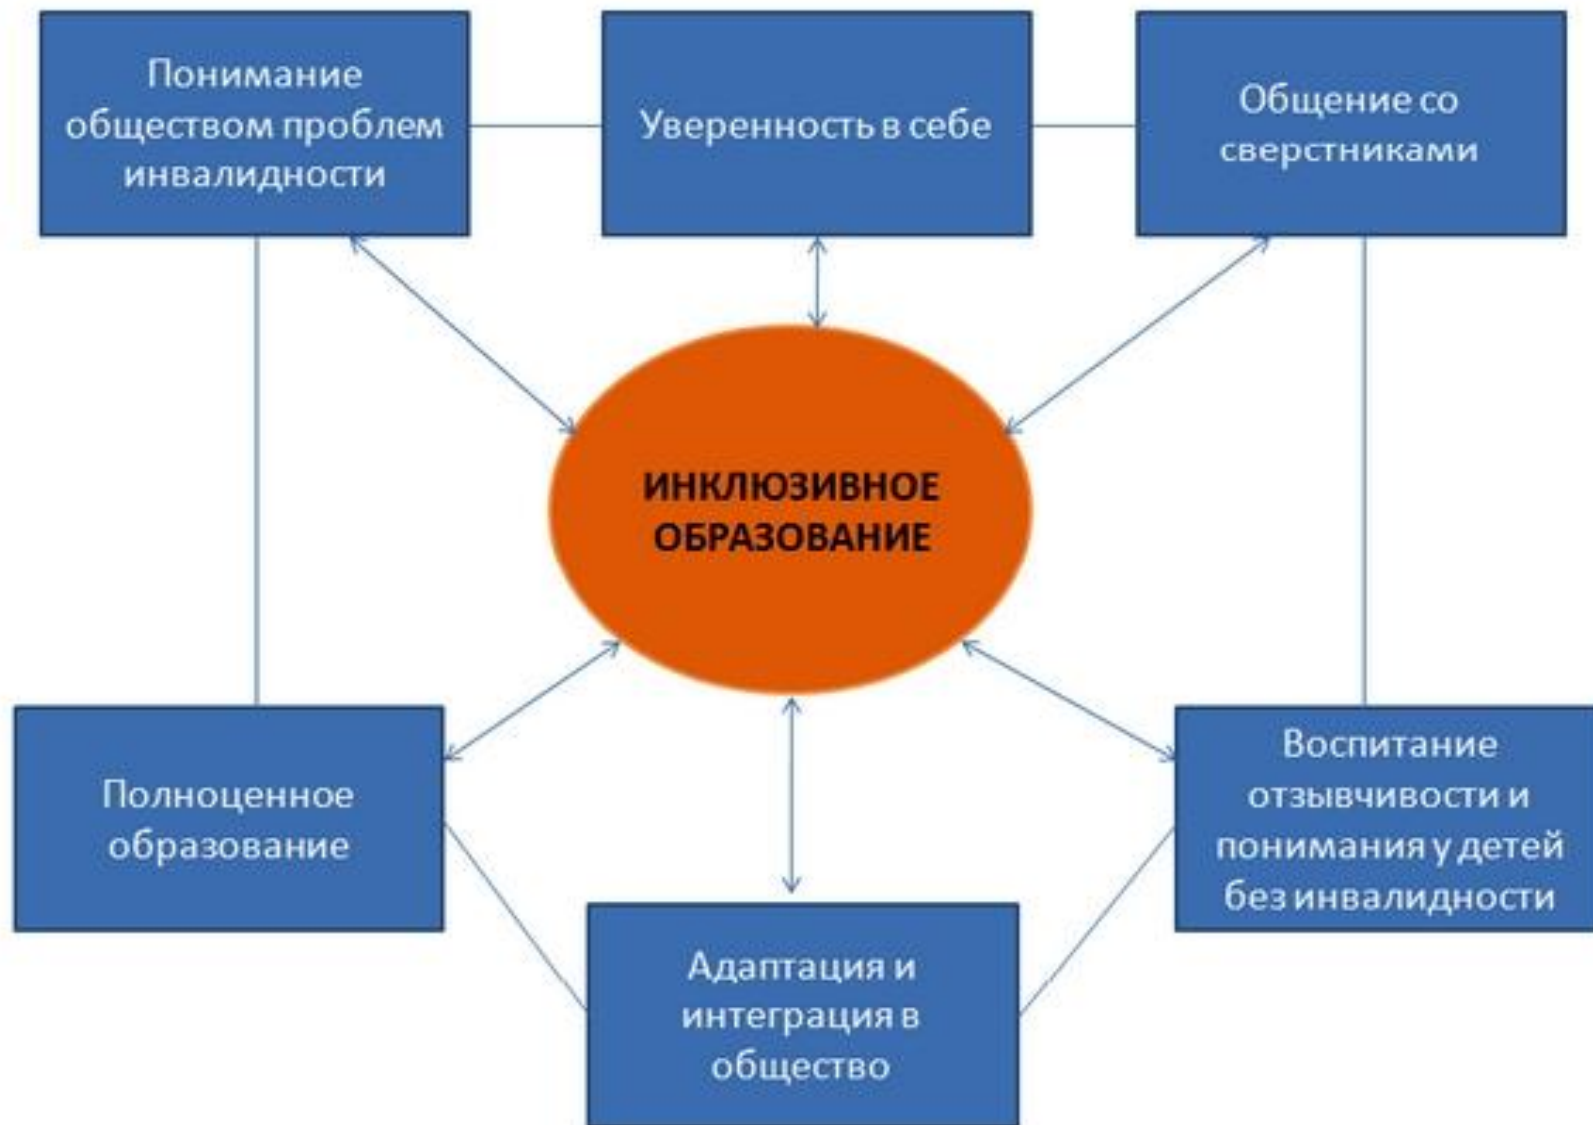 Понимание
обществом проблем
инвалидности
Уверенность в себе
Общение со
сверстниками
ИНКЛЮЗИВНОЕ
ОБРАЗОВАНИЕ
Полноценное
образование
Адаптация и
интеграция в
общество
Воспитание
отзывчивости и
понимания у детей
без инвалидности